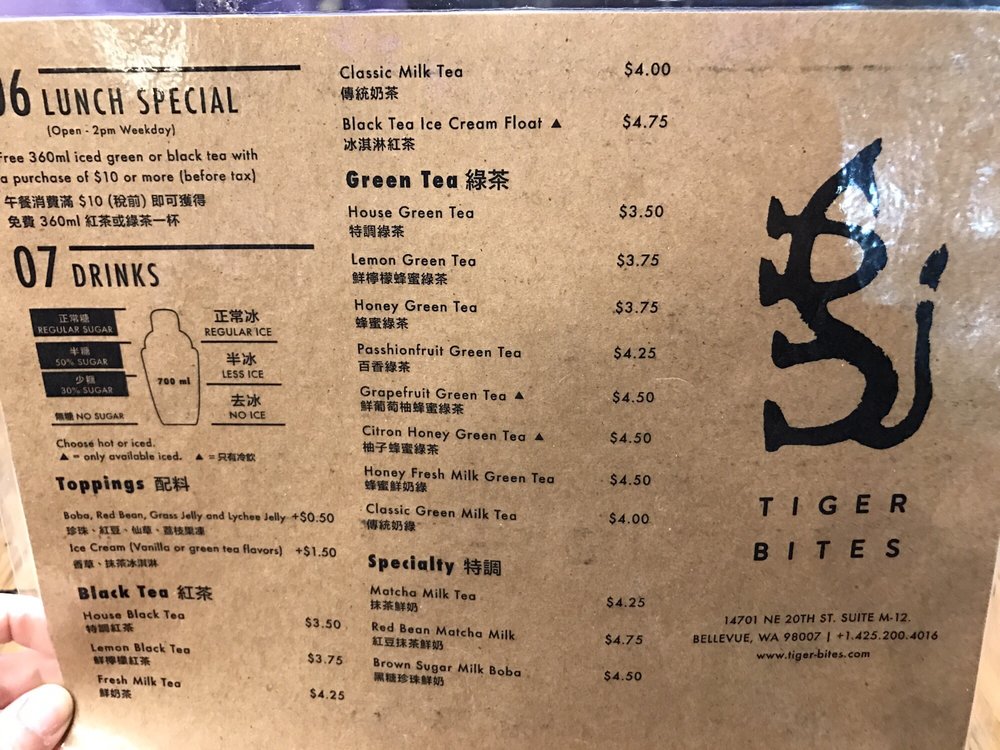 06 LUNCH SPECIAL
(Open - 2pm Weekday)
Free 360ml iced green or black tea with
a purchase of $10 or more (before tax)
午餐消費滿 $10 (稅前) 即可獲得
免費 360ml 紅茶或綠茶一杯
07 DRINKS
正常糖
REGULAR SUGAR
半糖
50% SUGAR
少糖
30% SUGAR
無糖 NO SUGAR
700 ml
正常冰
REGULAR ICE
半冰
LESS ICE
去冰
NO ICE
Choose hot or iced.
▲ = only available iced. ▲ = 只有冷飲
Toppings 配料
Boba, Red Bean, Grass Jelly and Lychee Jelly +$0.50
珍珠、紅豆、仙草、荔枝果凍
Ice Cream (Vanilla or green tea flavors) +$1.50
香草、抹茶冰淇淋
Black Tea 紅茶
House Black Tea $3.50
特調紅茶
Lemon Black Tea $3.75
鮮檸檬紅茶
Fresh Milk Tea $4.25
鮮奶茶
Classic Milk Tea $4.00
傳統奶茶
Black Tea Ice Cream Float ▲ $4.75
冰淇淋紅茶
Green Tea 綠茶
House Green Tea $3.50
特調綠茶
Lemon Green Tea $3.75
鮮檸檬蜂蜜綠茶
Honey Green Tea $3.75
蜂蜜綠茶
Passhionfruit Green Tea $4.25
百香綠茶
Grapefruit Green Tea ▲ $4.50
鮮葡萄柚蜂蜜綠茶
Citron Honey Green Tea ▲ $4.50
柚子蜂蜜綠茶
Honey Fresh Milk Green Tea $4.50
蜂蜜鮮奶綠
Classic Green Milk Tea $4.00
傳統奶綠
Specialty 特調
Matcha Milk Tea $4.25
抹茶鮮奶
Red Bean Matcha Milk $4.75
紅豆抹茶鮮奶
Brown Sugar Milk Boba $4.50
黑糖珍珠鮮奶
TIGER
BITES
14701 NE 20TH ST. SUITE M-12.
BELLEVUE, WA 98007 | +1.425.200.4016
www.tiger-bites.com